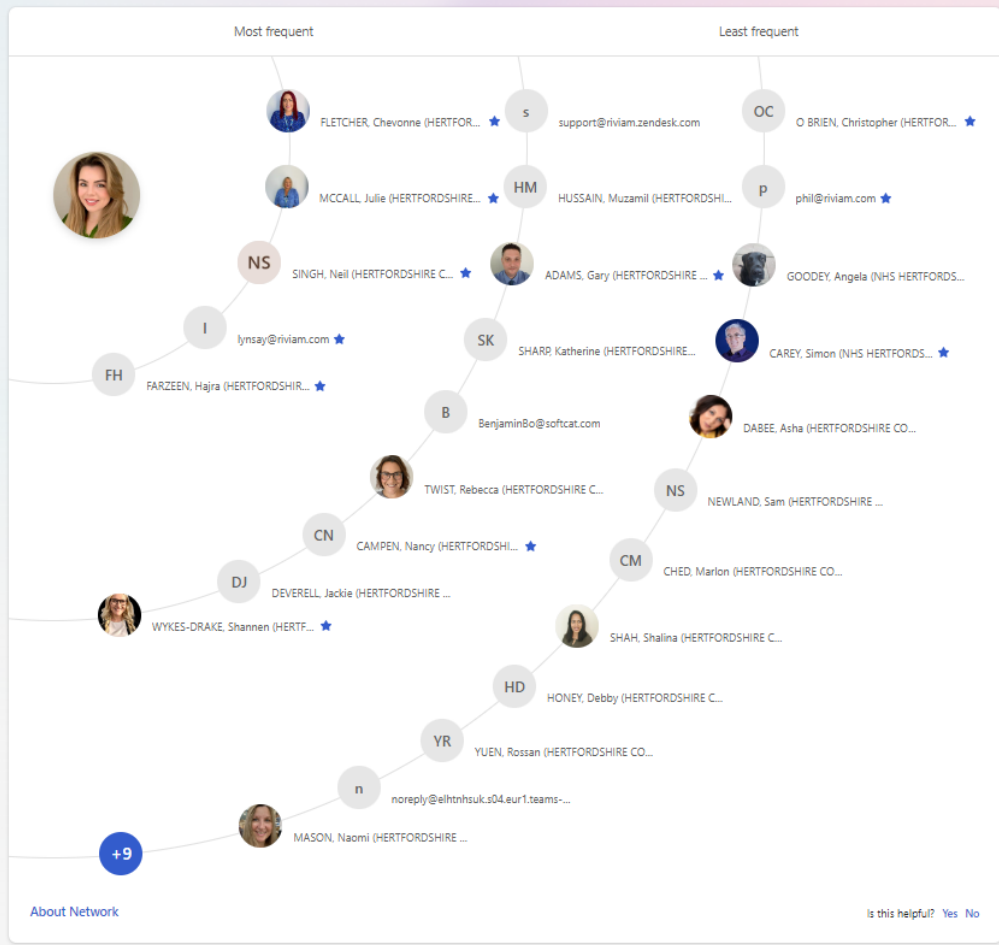 Most frequent
Least frequent
FLETCHER, Chevonne (HERTFOR...
s
support@riviam.zendesk.com
OC
O BRIEN, Christopher (HERTFOR...
MCCALL, Julie (HERTFORDSHIRE...
HM
HUSSAIN, Muzamil (HERTFORDSHI...
p
phil@riviam.com
NS
SINGH, Neil (HERTFORDSHIRE C...
ADAMS, Gary (HERTFORDSHIRE ...
GOODEY, Angela (NHS HERTFORDS...
l
lynsay@riviam.com
SK
SHARP, Katherine (HERTFORDSHIRE...
CAREY, Simon (NHS HERTFORDS...
FH
FARZEEN, Hajra (HERTFORDSHIR...
B
BenjaminBo@softcat.com
DABEE, Asha (HERTFORDSHIRE CO...
TWIST, Rebecca (HERTFORDSHIRE C...
NS
NEWLAND, Sam (HERTFORDSHIRE ...
CN
CAMPEN, Nancy (HERTFORDSHI...
CM
CHED, Marlon (HERTFORDSHIRE CO...
DJ
DEVERELL, Jackie (HERTFORDSHIRE ...
WYKES-DRAKE, Shannen (HERTF...
SHAH, Shalina (HERTFORDSHIRE C...
HD
HONEY, Debby (HERTFORDSHIRE C...
YR
YUEN, Rossan (HERTFORDSHIRE CO...
n
noreply@elhtnhsuk.s04.eur1.teams-...
MASON, Naomi (HERTFORDSHIRE ...
+9
About Network
Is this helpful? Yes No